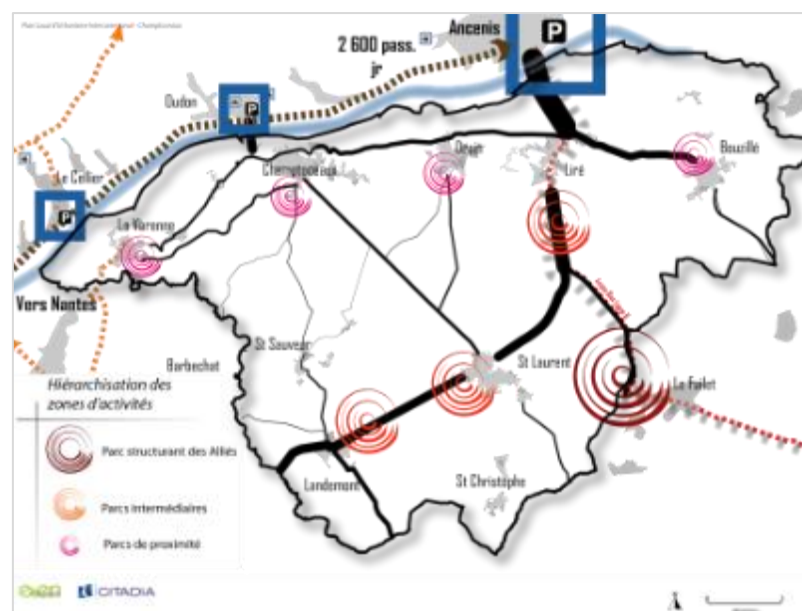 Ancenis
2 600 pass.
jr
Oudon
Le Cellier
Drain
Liré
Bouzillé
Champtoceaux
La Varenne
Vers Nantes
Barbechat
St Sauveur
St Laurent
Le Fuilet
Landemont
St Christophe
Hiérarchisation des
zones d'activités
Parc structurant des Alliés
Parcs intermédiaires
Parcs de proximité
CITADIA
P
P
P